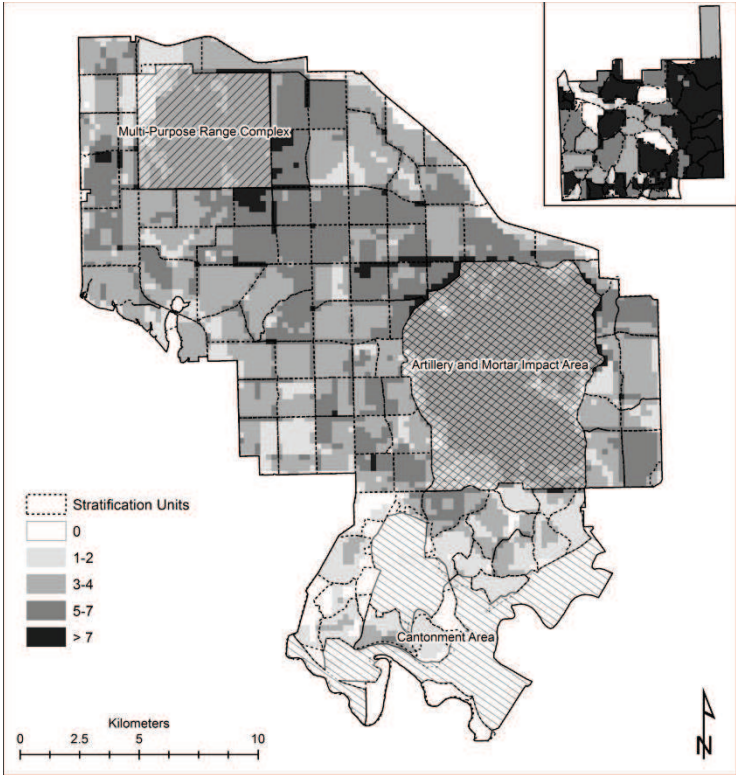 Multi-Purpose Range Complex
Artillery and Mortar Impact Area
Stratification Units
0
1-2
3-4
5-7
> 7
Cantonment Area
Kilometers
0 2.5 5 10
N